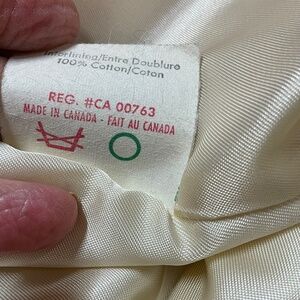 Interlining/Entre Doublure
100% Cotton/Coton
REG. #CA 00763
MADE IN CANADA - FAIT AU CANADA